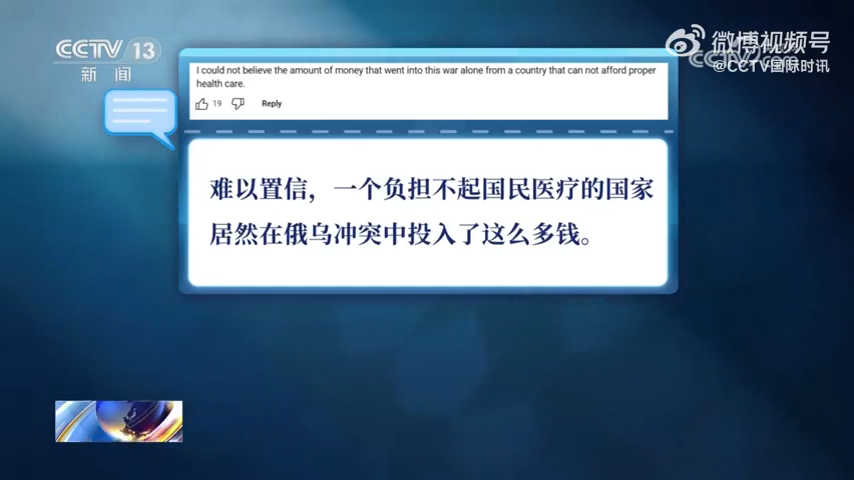 CCTV 13
新闻
微博视频号
@CCTV国际时讯
I could not believe the amount of money that went into this war alone from a country that can not afford proper
health care.
19 Reply
难以置信，一个负担不起国民医疗的国家
居然在俄乌冲突中投入了这么多钱。